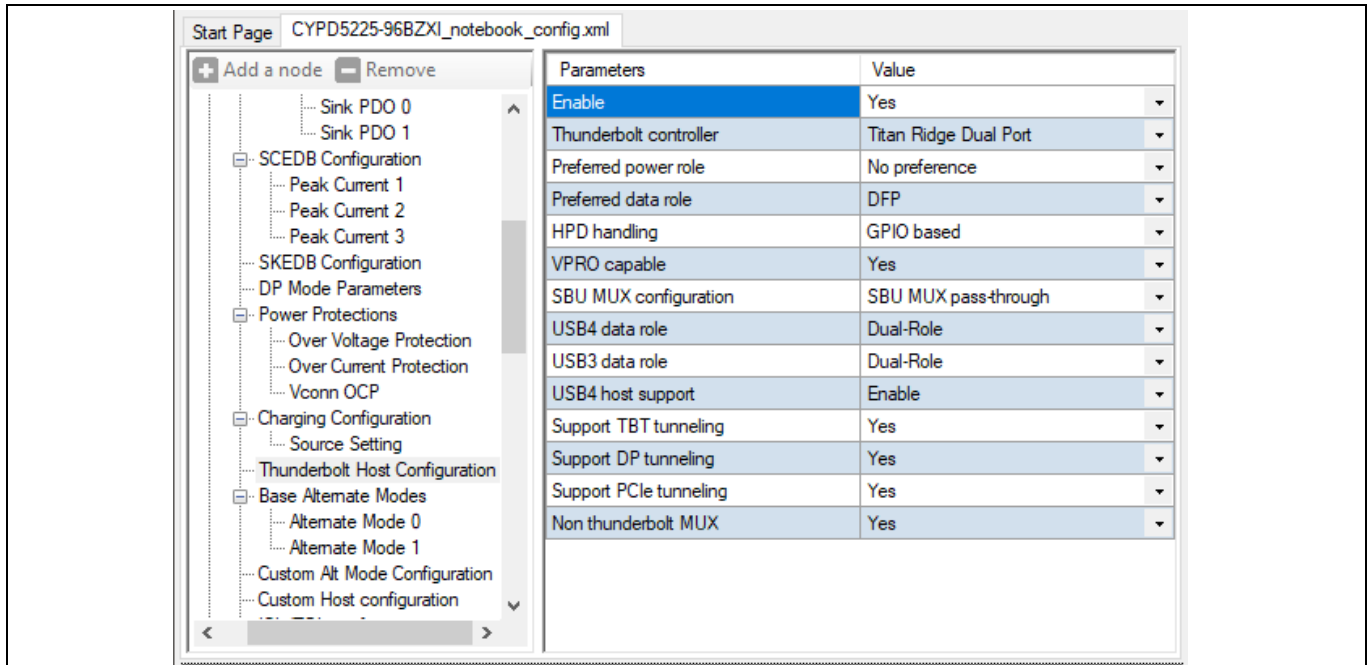 Start Page CYPD5225-96BZXI_notebook_config.xml
Add a node Remove
Sink PDO 0
Sink PDO 1
SCEDB Configuration
Peak Current 1
Peak Current 2
Peak Current 3
SKEDB Configuration
DP Mode Parameters
Power Protections
Over Voltage Protection
Over Current Protection
Vconn OCP
Charging Configuration
Source Setting
Thunderbolt Host Configuration
Base Alternate Modes
Alternate Mode 0
Alternate Mode 1
Custom Alt Mode Configuration
Custom Host configuration
Parameters Value
Enable Yes
Thunderbolt controller Titan Ridge Dual Port
Preferred power role No preference
Preferred data role DFP
HPD handling GPIO based
VPRO capable Yes
SBU MUX configuration SBU MUX pass-through
USB4 data role Dual-Role
USB3 data role Dual-Role
USB4 host support Enable
Support TBT tunneling Yes
Support DP tunneling Yes
Support PCIe tunneling Yes
Non thunderbolt MUX Yes